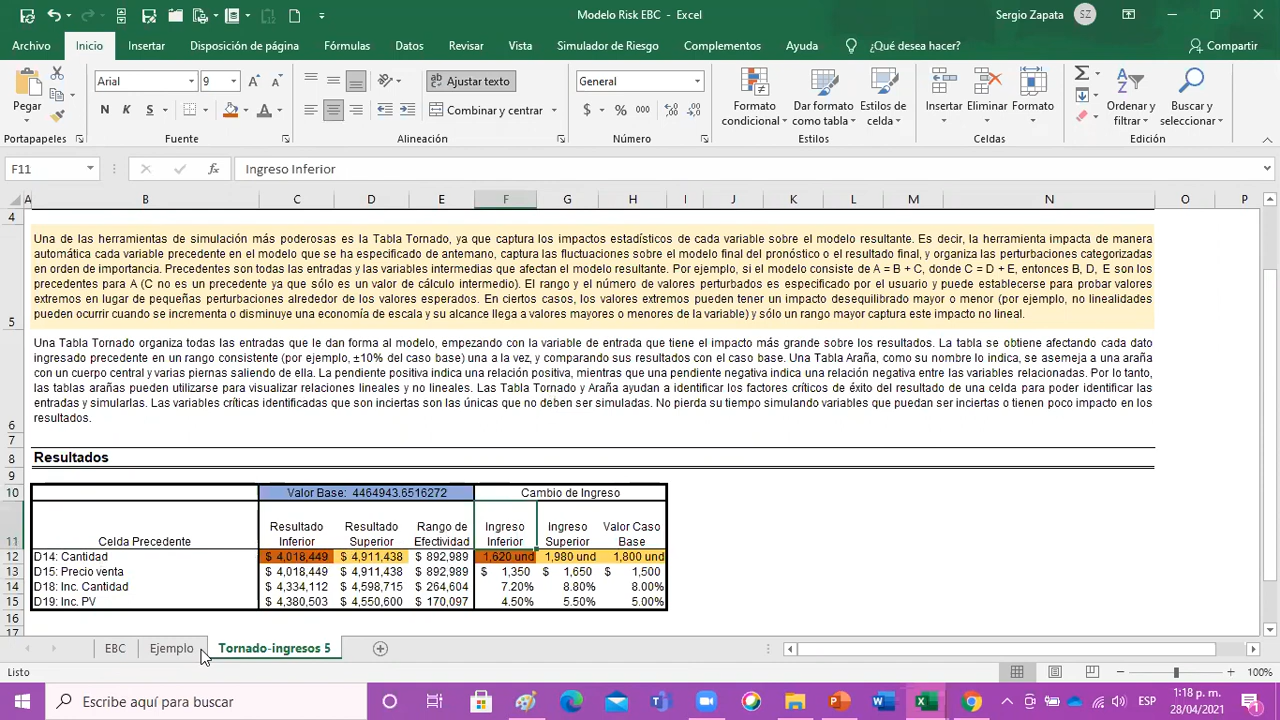 Modelo Risk EBC - Excel
Sergio Zapata
SZ
Archivo Inicio Insertar Disposición de página Fórmulas Datos Revisar Vista Simulador de Riesgo Complementos Ayuda ¿Qué desea hacer? Compartir
Pegar
Arial 9
N K S
Ajustar texto
Combinar y centrar
General
$ % 000
Formato condicional
Dar formato como tabla
Estilos de celda
Insertar Eliminar Formato
Ordenar y filtrar
Buscar y seleccionar
Portapapeles Fuente Alineación Número Estilos Celdas Edición
F11 fx Ingreso Inferior
A B C D E F G H I J K L M N O P
4
Una de las herramientas de simulación más poderosas es la Tabla Tornado, ya que captura los impactos estadísticos de cada variable sobre el modelo resultante. Es decir, la herramienta impacta de manera
automática cada variable precedente en el modelo que se ha especificado de antemano, captura las fluctuaciones sobre el modelo final del pronóstico o el resultado final, y organiza las perturbaciones categorizadas
en orden de importancia. Precedentes son todas las entradas y las variables intermedias que afectan el modelo resultante. Por ejemplo, si el modelo consiste de A = B + C, donde C = D + E, entonces B, D, E son los
precedentes para A (C no es un precedente ya que sólo es un valor de cálculo intermedio). El rango y el número de valores perturbados es especificado por el usuario y puede establecerse para probar valores
extremos en lugar de pequeñas perturbaciones alrededor de los valores esperados. En ciertos casos, los valores extremos pueden tener un impacto desequilibrado mayor o menor (por ejemplo, no linealidades
5 pueden ocurrir cuando se incrementa o disminuye una economía de escala y su alcance llega a valores mayores o menores de la variable) y sólo un rango mayor captura este impacto no lineal.
Una Tabla Tornado organiza todas las entradas que le dan forma al modelo, empezando con la variable de entrada que tiene el impacto más grande sobre los resultados. La tabla se obtiene afectando cada dato
ingresado precedente en un rango consistente (por ejemplo, ±10% del caso base) una a la vez, y comparando sus resultados con el caso base. Una Tabla Araña, como su nombre lo indica, se asemeja a una araña
con un cuerpo central y varias piernas saliendo de ella. La pendiente positiva indica una relación positiva, mientras que una pendiente negativa indica una relación negativa entre las variables relacionadas. Por lo tanto,
las tablas arañas pueden utilizarse para visualizar relaciones lineales y no lineales. Las Tabla Tornado y Araña ayudan a identificar los factores críticos de éxito del resultado de una celda para poder identificar las
entradas y simularlas. Las variables críticas identificadas que son inciertas son las únicas que no deben ser simuladas. No pierda su tiempo simulando variables que puedan ser inciertas o tienen poco impacto en los
6 resultados.
7
8 Resultados
9
10 Valor Base: 4464943.6516272 Cambio de Ingreso
11 Celda Precedente Resultado Inferior Resultado Superior Rango de Efectividad Ingreso Inferior Ingreso Superior Valor Caso Base
12 D14: Cantidad $ 4,018,449 $ 4,911,438 $ 892,989 1,620 und 1,980 und 1,800 und
13 D15: Precio venta $ 4,018,449 $ 4,911,438 $ 892,989 $ 1,350 $ 1,650 $ 1,500
14 D18: Inc. Cantidad $ 4,334,112 $ 4,598,715 $ 264,604 7.20% 8.80% 8.00%
15 D19: Inc. PV $ 4,380,503 $ 4,550,600 $ 170,097 4.50% 5.50% 5.00%
16
17
EBC Ejemplo Tornado-ingresos 5
Listo 100%
Escribe aquí para buscar
ESP
1:18 p. m.
28/04/2021
1